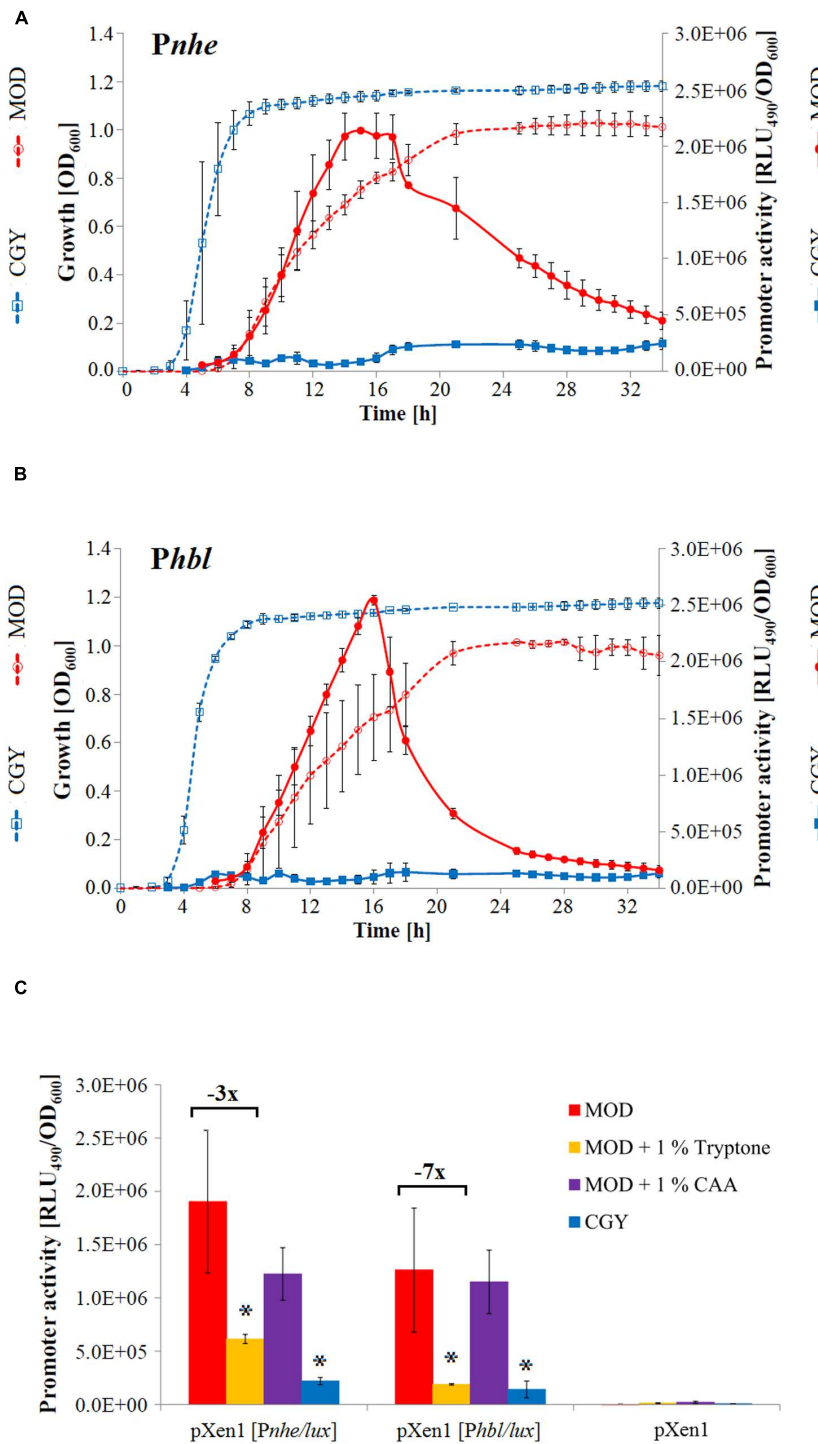 A
Pnhe
MOD
CGY
Growth [OD600]
1.4
1.2
1.0
0.8
0.6
0.4
0.2
0.0
3.0E+06
2.5E+06
2.0E+06
1.5E+06
1.0E+06
5.0E+05
0.0E+00
Promoter activity [RLU490/OD600]
0 4 8 12 16 20 24 28 32
Time [h]
B
Phbl
MOD
CGY
Growth [OD600]
1.4
1.2
1.0
0.8
0.6
0.4
0.2
0.0
3.0E+06
2.5E+06
2.0E+06
1.5E+06
1.0E+06
5.0E+05
0.0E+00
Promoter activity [RLU490/OD600]
0 4 8 12 16 20 24 28 32
Time [h]
C
Promoter activity [RLU490/OD600]
3.0E+06
2.5E+06
2.0E+06
1.5E+06
1.0E+06
5.0E+05
0.0E+00
-3x
-7x
* * * *
MOD
MOD + 1 % Tryptone
MOD + 1 % CAA
CGY
pXen1 [Pnhe/lux] pXen1 [Phbl/lux] pXen1